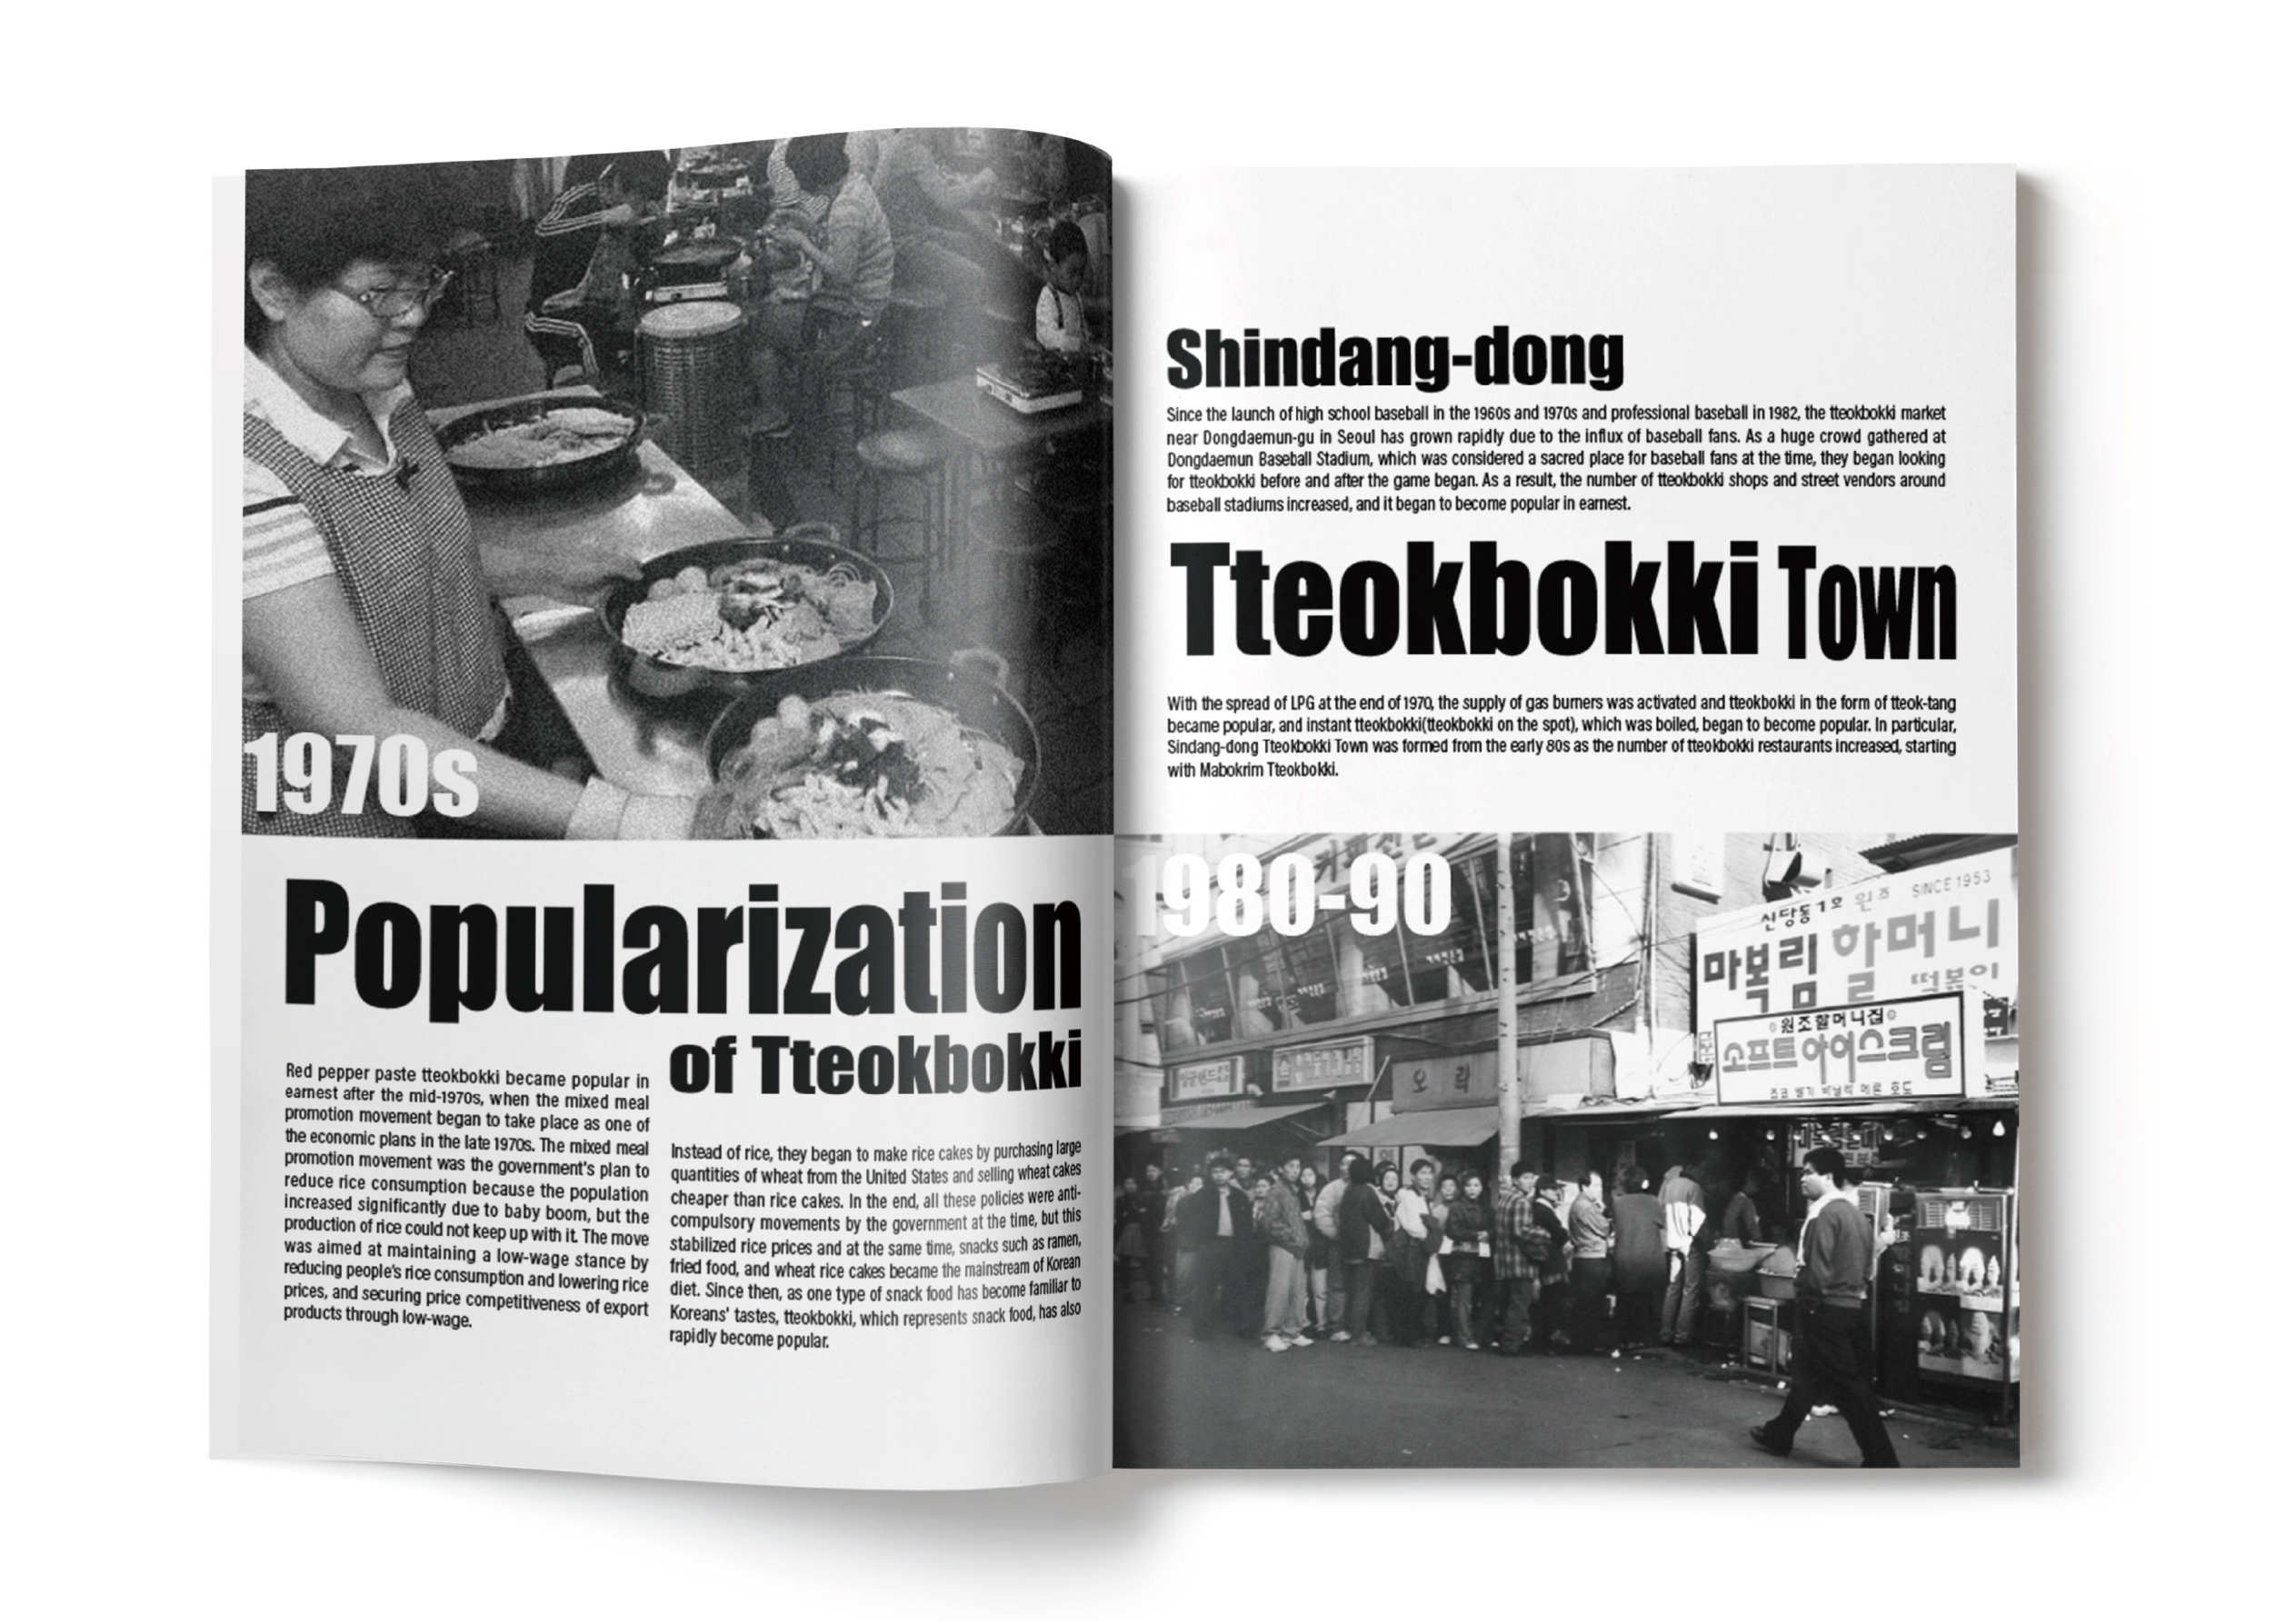 1970s
Popularization
of Tteokbokki
Red pepper paste tteokbokki became popular in
earnest after the mid-1970s, when the mixed meal
promotion movement began to take place as one of
the economic plans in the late 1970s. The mixed meal
promotion movement was the government's plan to
reduce rice consumption because the population
increased significantly due to baby boom, but the
production of rice could not keep up with it. The move
was aimed at maintaining a low-wage stance by
reducing people's rice consumption and lowering rice
prices, and securing price competitiveness of export
products through low-wage.
Instead of rice, they began to make rice cakes by purchasing large
quantities of wheat from the United States and selling wheat cakes
cheaper than rice cakes. In the end, all these policies were anti-
compulsory movements by the government at the time, but this
stabilized rice prices and at the same time, snacks such as ramen,
fried food, and wheat rice cakes became the mainstream of Korean
diet. Since then, as one type of snack food has become familiar to
Koreans' tastes, tteokbokki, which represents snack food, has also
rapidly become popular.
Shindang-dong
Since the launch of high school baseball in the 1960s and 1970s and professional baseball in 1982, the tteokbokki market
near Dongdaemun-gu in Seoul has grown rapidly due to the influx of baseball fans. As a huge crowd gathered at
Dongdaemun Baseball Stadium, which was considered a sacred place for baseball fans at the time, they began looking
for tteokbokki before and after the game began. As a result, the number of tteokbokki shops and street vendors around
baseball stadiums increased, and it began to become popular in earnest.
Tteokbokki Town
With the spread of LPG at the end of 1970, the supply of gas burners was activated and tteokbokki in the form of tteok-tang
became popular, and instant tteokbokki(tteokbokki on the spot), which was boiled, began to become popular. In particular,
Sindang-dong Tteokbokki Town was formed from the early 80s as the number of tteokbokki restaurants increased, starting
with Mabokrim Tteokbokki.
1980-90
신당동1호 원조 SINCE 1953
마복림 할머니
떡볶이
원조할머니집
소프트아이스크림
오락